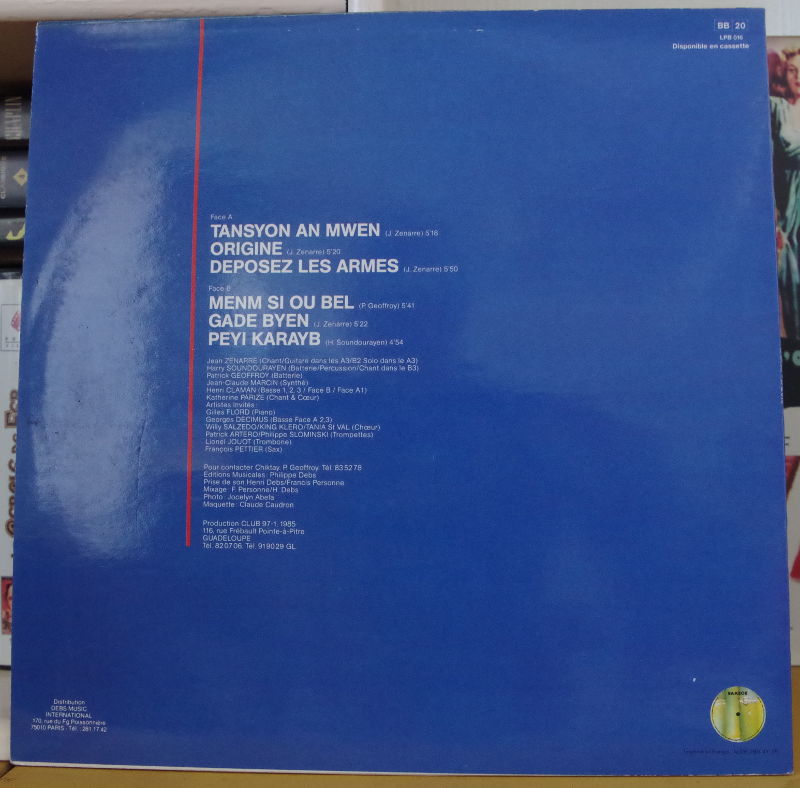 BB 20
LPB 016
Disponible en cassette
CHAPLIN
Face A
TANSYON AN MWEN (J. Zenarre) 5'18
ORIGINE (J. Zenarre) 5'20
DEPOSEZ LES ARMES (J. Zenarre) 5'50
Face B
MENM SI OU BEL (P. Geoffroy) 5'41
GADE BYEN (J. Zenarre) 5'22
PEYI KARAYB (H. Soundourayen) 4'54
Jean ZENARRE (Chant/Guitare dans les A3/B2 Solo dans le A3)
Harry SOUNDOURAYEN (Batterie/Percussion/Chant dans le B3)
Patrick GEOFFROY (Batterie)
Jean-Claude MARCIN (Synthé)
Henri CLAMAN (Basse 1, 2, 3 / Face B / Face A1)
Katherine PARIZE (Chant & Cœur)
Artistes Invités:
Gilles FLORD (Piano)
Georges DECIMUS (Basse Face A 2,3)
Willy SALZEDO/KING KLERO/TANIA St VAL (Chœur)
Patrick ARTERO/Philippe SLOMINSKI (Trompettes)
Lionel JOUOT (Trombone)
François PETTIER (Sax)
Pour contacter Chiktay. P. Geoffroy. Tél. 83 52 78
Editions Musicales: Philippe Debs
Prise de son Henri Debs/Francis Personne
Mixage: F. Personne/H. Debs
Photo: Jocelyn Abela
Maquette: Claude Caudron
Production CLUB 97-1. 1985
116, rue Frébault Pointe-à-Pitre
GUADELOUPE
Tél. 82 07 06. Tél. 91 90 29 GL
Distribution
DEBS MUSIC
INTERNATIONAL
170, rue du Fg Poissonnière
75010 PARIS - Tél. : 281.17.42